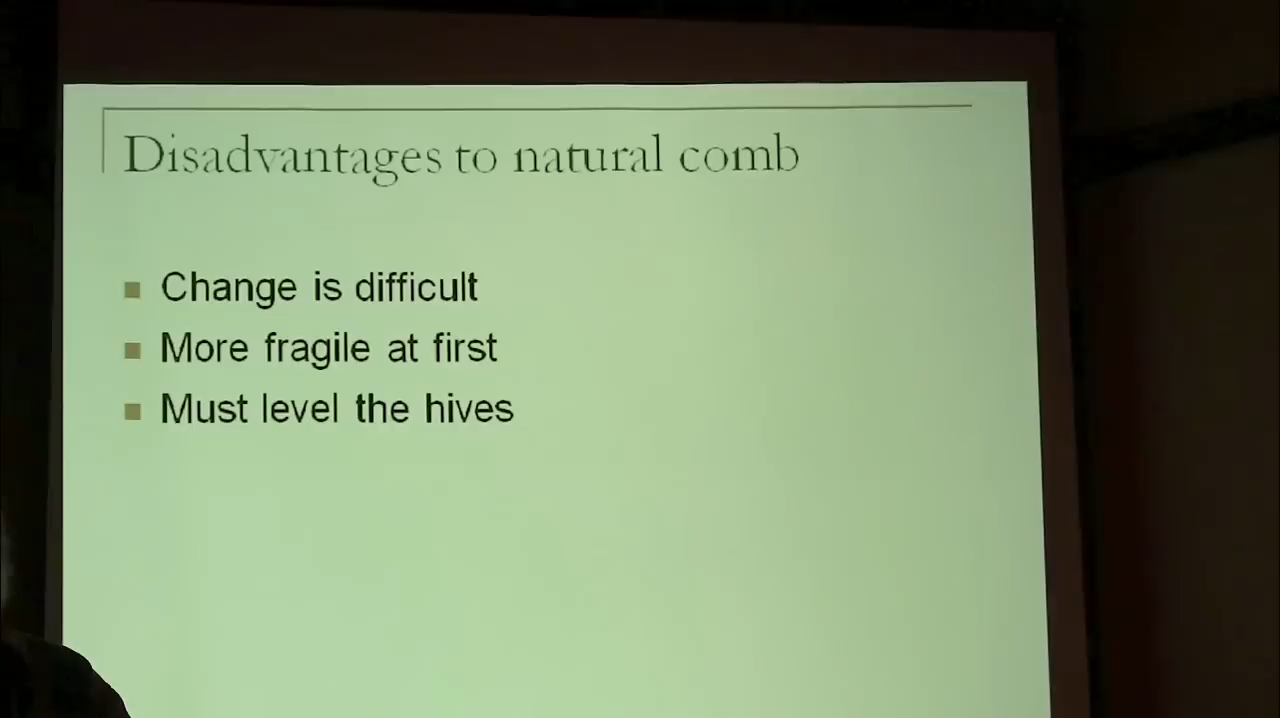 Disadvantages to natural comb
Change is difficult
More fragile at first
Must level the hives